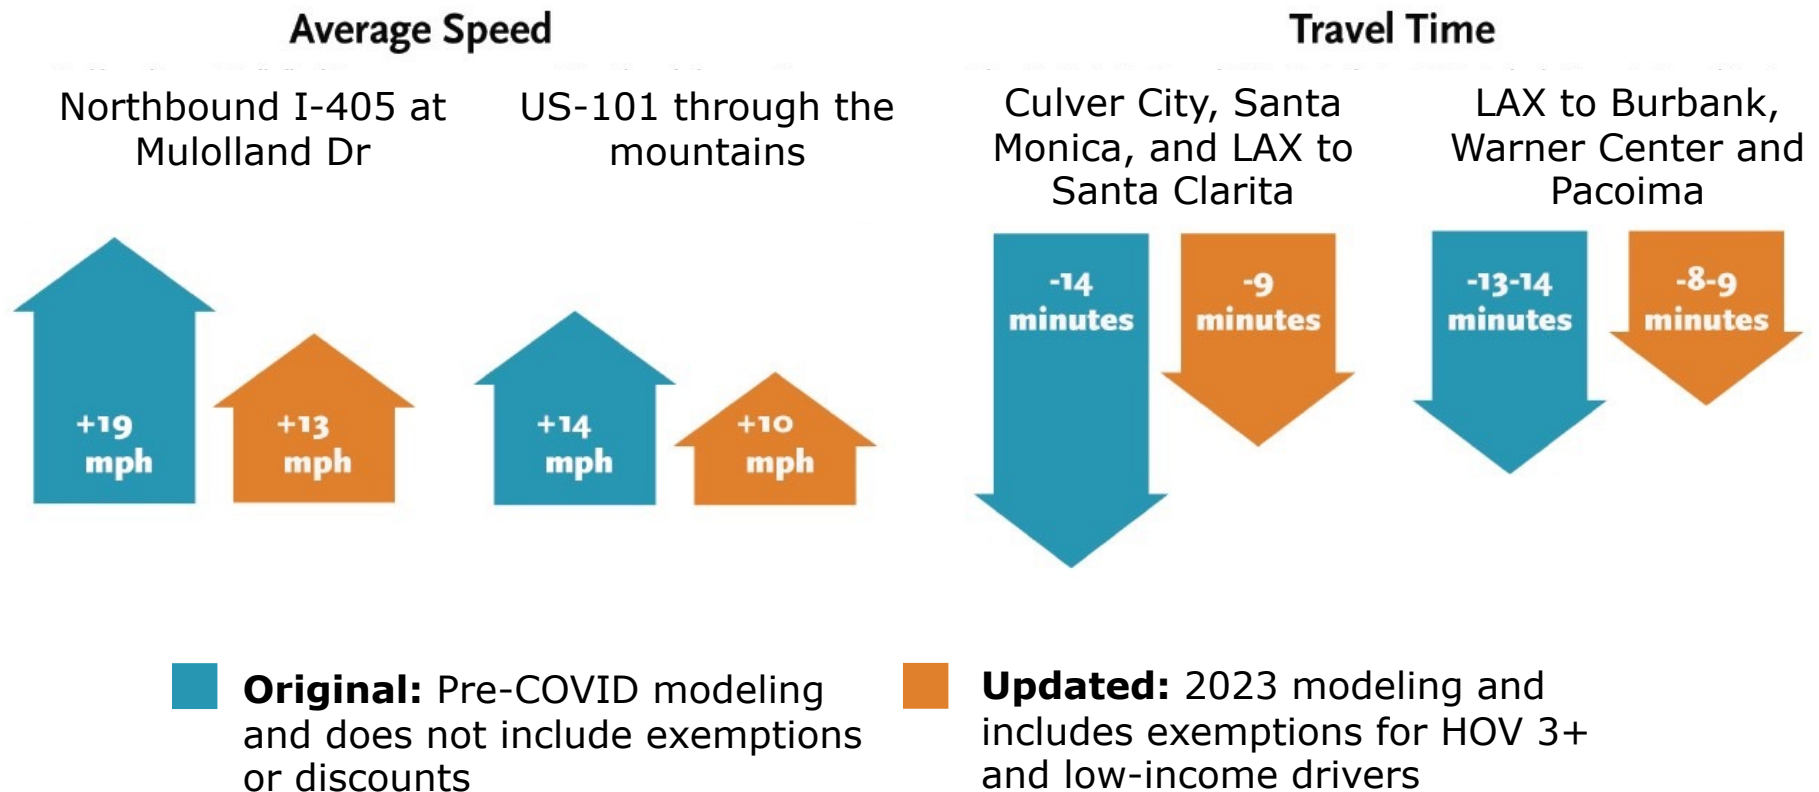 Average Speed
Travel Time
Northbound I-405 at
Mulolland Dr
US-101 through the
mountains
Culver City, Santa
Monica, and LAX to
Santa Clarita
LAX to Burbank,
Warner Center and
Pacoima
+19
mph
+13
mph
+14
mph
+10
mph
-14
minutes
-9
minutes
-13-14
minutes
-8-9
minutes
Original: Pre-COVID modeling
and does not include exemptions
or discounts
Updated: 2023 modeling and
includes exemptions for HOV 3+
and low-income drivers